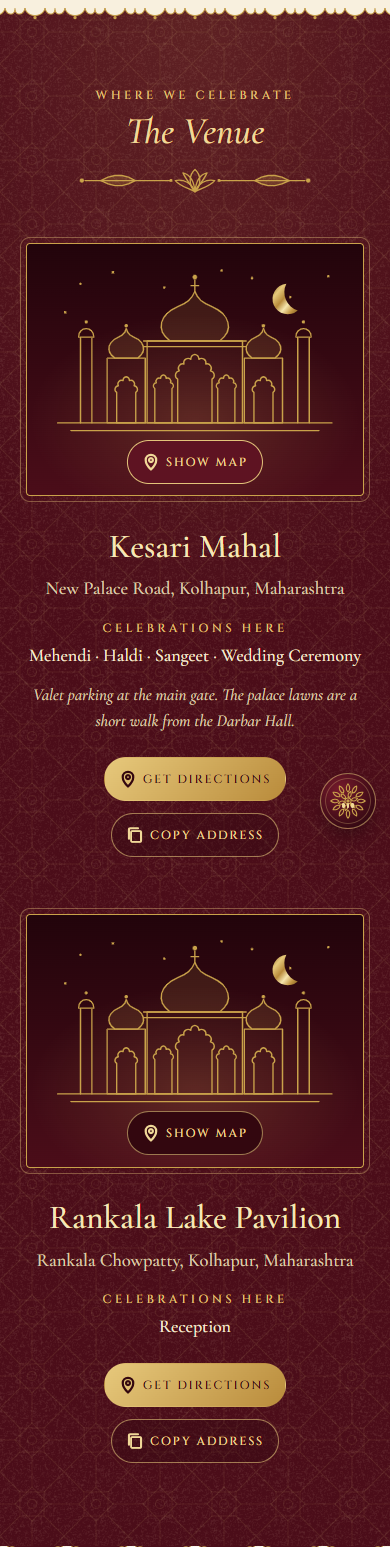 WHERE WE CELEBRATE
The Venue
SHOW MAP
Kesari Mahal
New Palace Road, Kolhapur, Maharashtra
CELEBRATIONS HERE
Mehendi · Haldi · Sangeet · Wedding Ceremony
Valet parking at the main gate. The palace lawns are a
short walk from the Darbar Hall.
GET DIRECTIONS
COPY ADDRESS
SHOW MAP
Rankala Lake Pavilion
Rankala Chowpatty, Kolhapur, Maharashtra
CELEBRATIONS HERE
Reception
GET DIRECTIONS
COPY ADDRESS